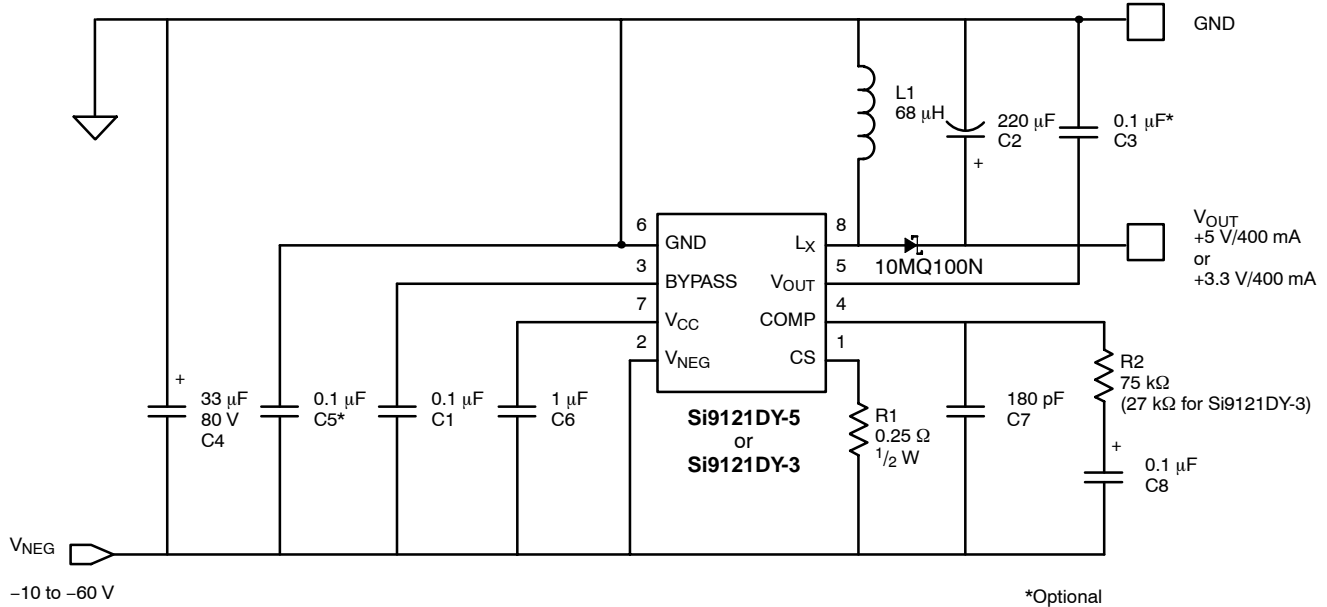 GND
L1
68 μH
220 μF
C2
+
0.1 μF*
C3
VOUT
+5 V/400 mA
or
+3.3 V/400 mA
6
GND
3
BYPASS
7
VCC
2
VNEG
8
LX
5
VOUT
4
COMP
1
CS
10MQ100N
Si9121DY-5
or
Si9121DY-3
+
33 μF
80 V
C4
0.1 μF
C5*
0.1 μF
C1
1 μF
C6
R1
0.25 Ω
1/2 W
180 pF
C7
R2
75 kΩ
(27 kΩ for Si9121DY-3)
+
0.1 μF
C8
VNEG
−10 to −60 V
*Optional